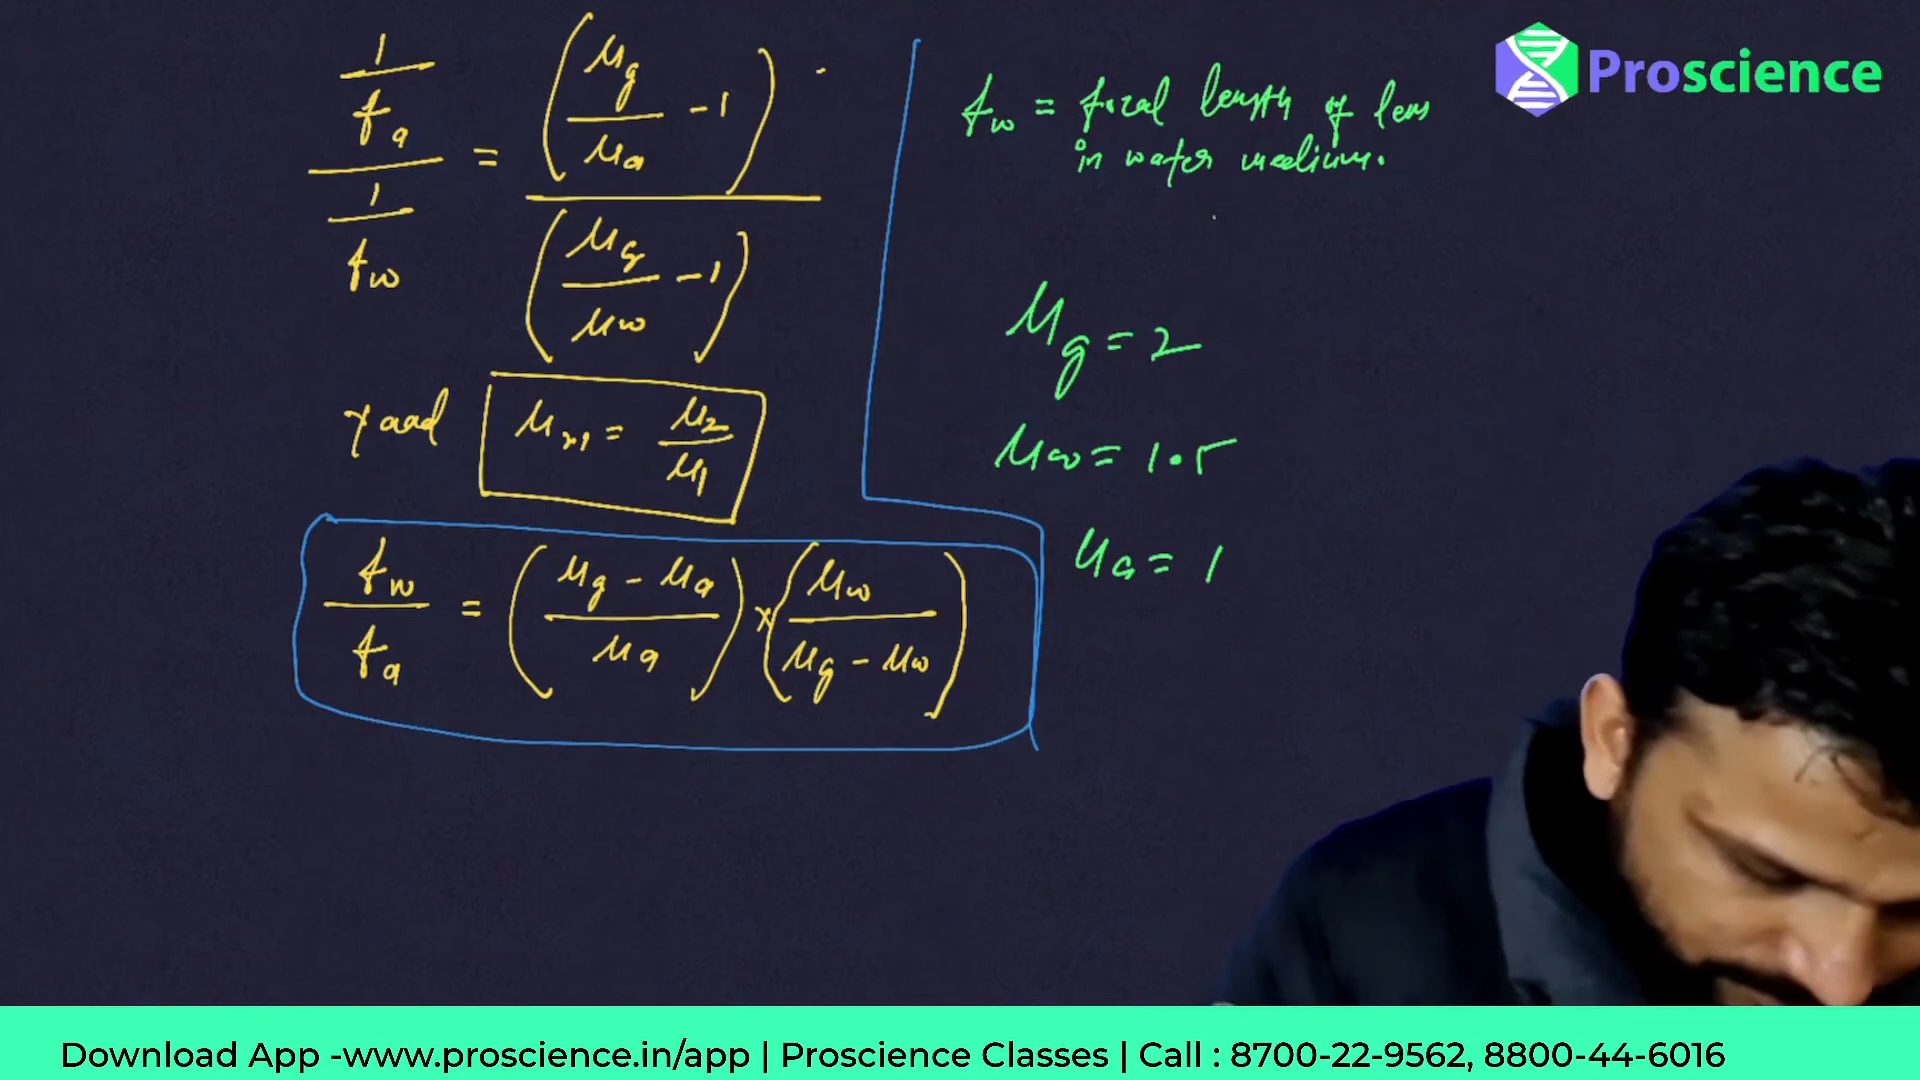 Proscience
1/fa / 1/fw = (μg/μa - 1) / (μg/μw - 1)
fw = focal length of lens
in water medium.
μg = 2
yaad μ21 = μ2/μ1
μw = 1.5
μa = 1
fw/fa = (μg - μa / μa) x (μw / μg - μw)
Download App -www.proscience.in/app | Proscience Classes | Call : 8700-22-9562, 8800-44-6016